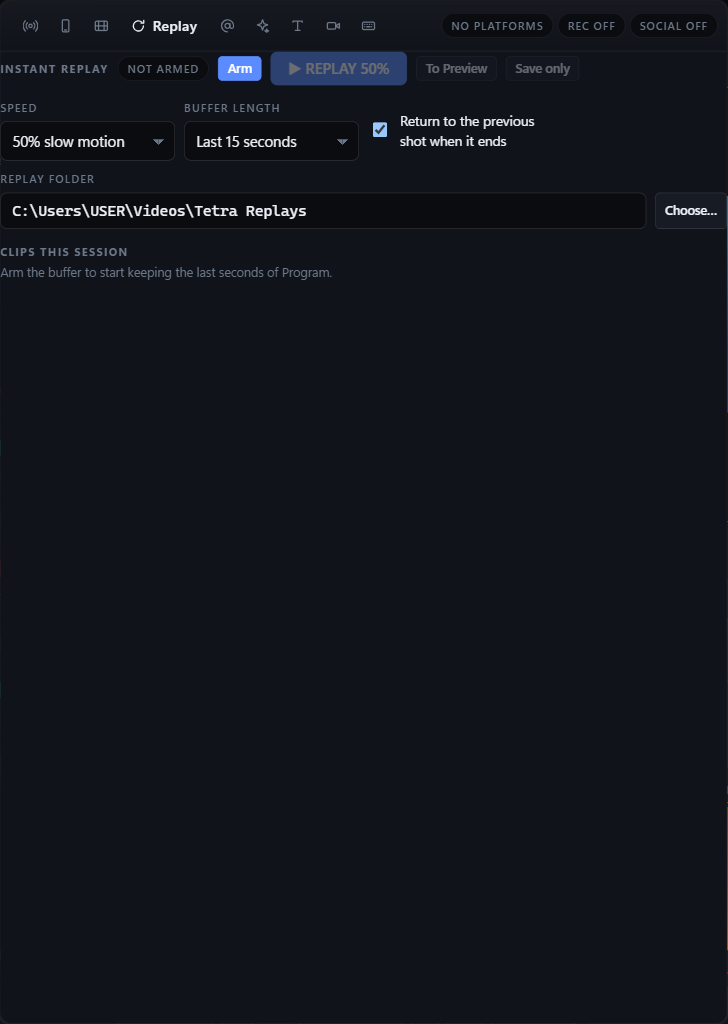 Replay
NO PLATFORMS
REC OFF
SOCIAL OFF
INSTANT REPLAY
NOT ARMED
Arm
▶ REPLAY 50%
To Preview
Save only
SPEED
BUFFER LENGTH
50% slow motion
Last 15 seconds
Return to the previous
shot when it ends
REPLAY FOLDER
C:\Users\USER\Videos\Tetra Replays
Choose...
CLIPS THIS SESSION
Arm the buffer to start keeping the last seconds of Program.